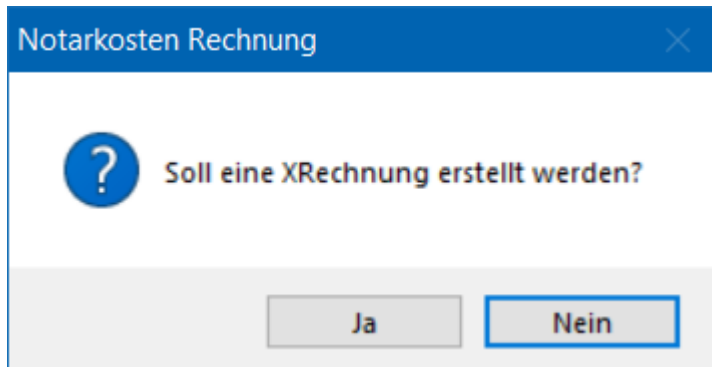 Notarkosten Rechnung
?
Soll eine XRechnung erstellt werden?
Ja
Nein